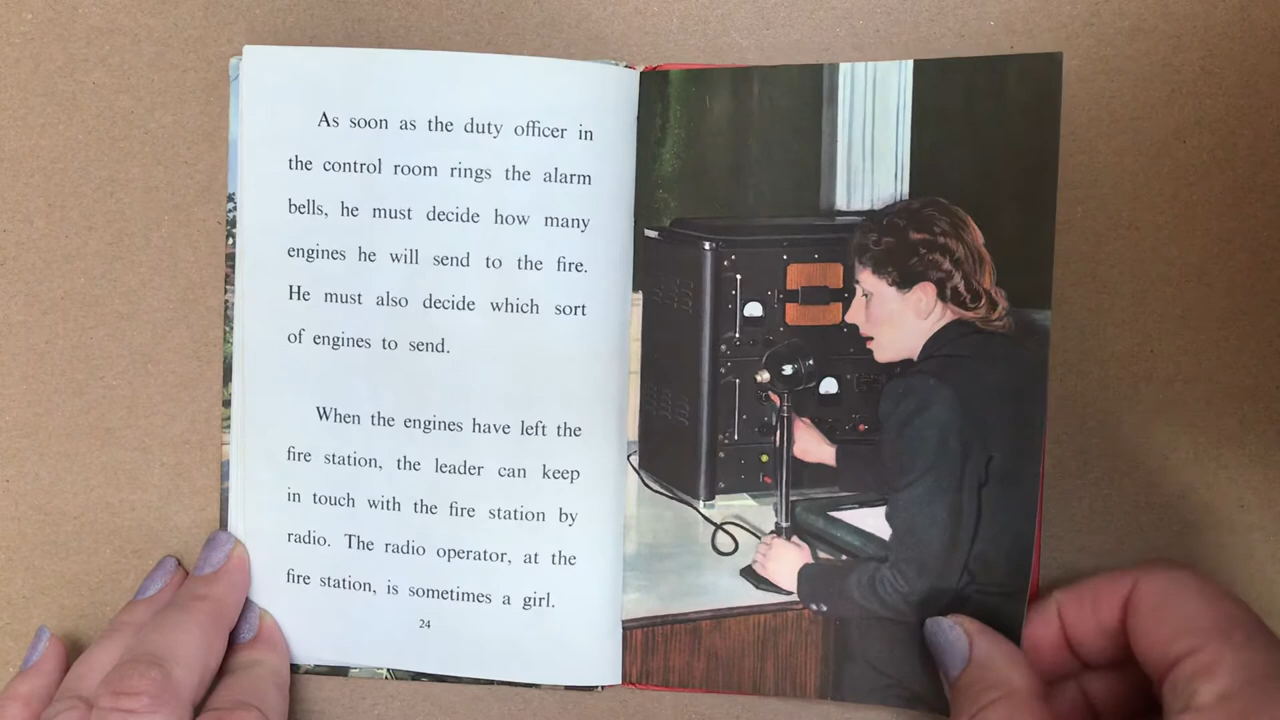 As soon as the duty officer in
the control room rings the alarm
bells, he must decide how many
engines he will send to the fire.
He must also decide which sort
of engines to send.
When the engines have left the
fire station, the leader can keep
in touch with the fire station by
radio. The radio operator, at the
fire station, is sometimes a girl.
24